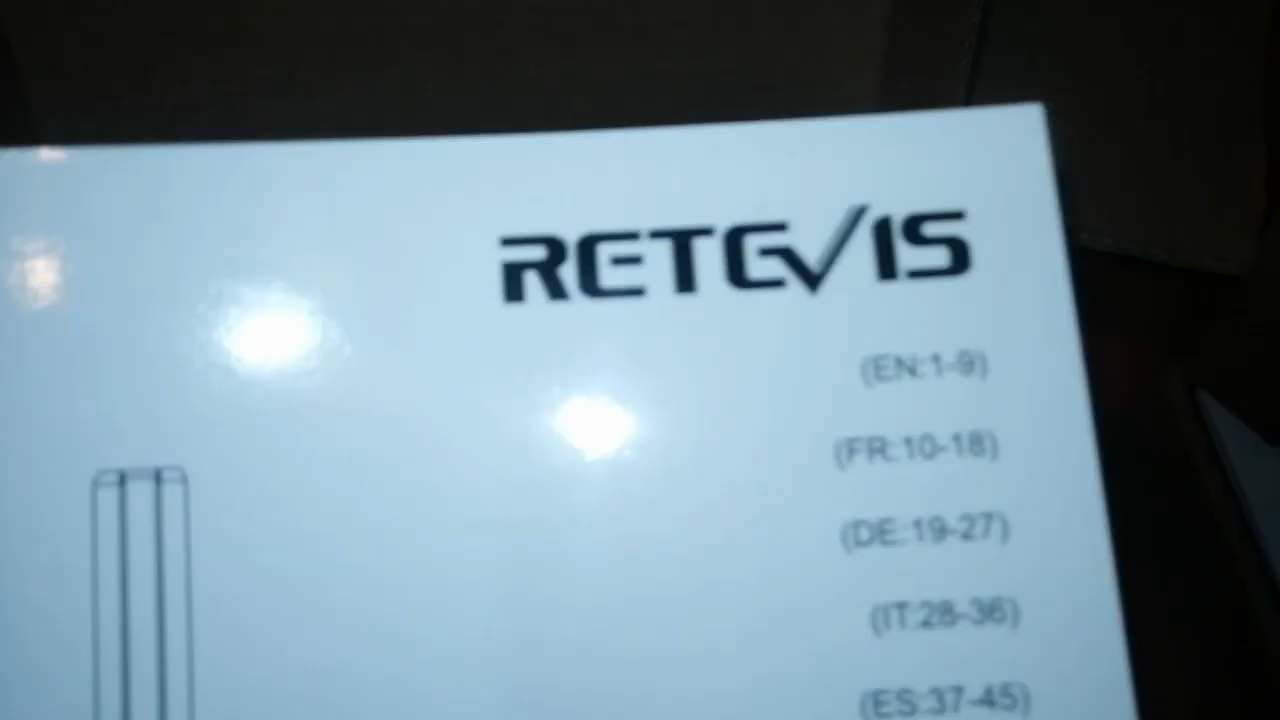 RETEVIS
(EN:1-9)
(FR:10-18)
(DE:19-27)
(IT:28-36)
(ES:37-45)